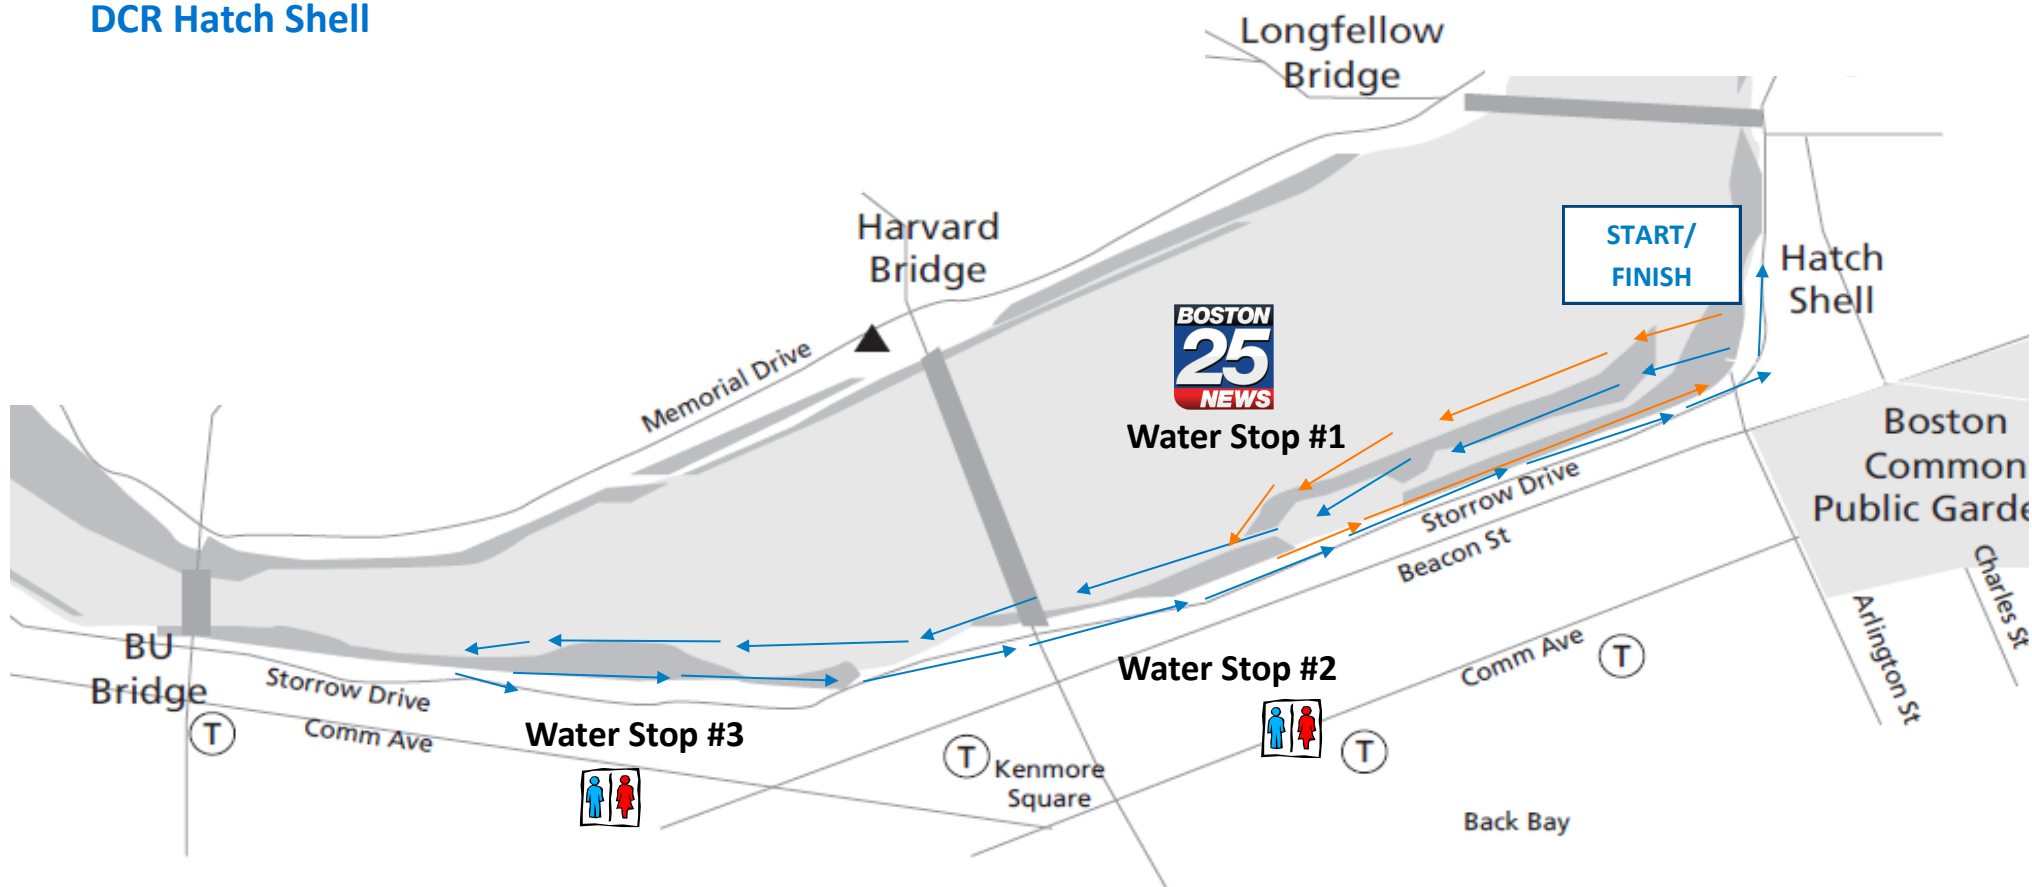 DCR Hatch Shell
Longfellow
Bridge
Harvard
Bridge
START/
FINISH
Hatch
Shell
BOSTON
25
NEWS
Water Stop #1
Memorial Drive
Boston
Common
Public Garde
Storrow Drive
Beacon St
Charles St
Arlington St
Comm Ave
T
BU
Bridge
Storrow Drive
Comm Ave
T
Water Stop #2
Water Stop #3
T
Kenmore
Square
T
Back Bay